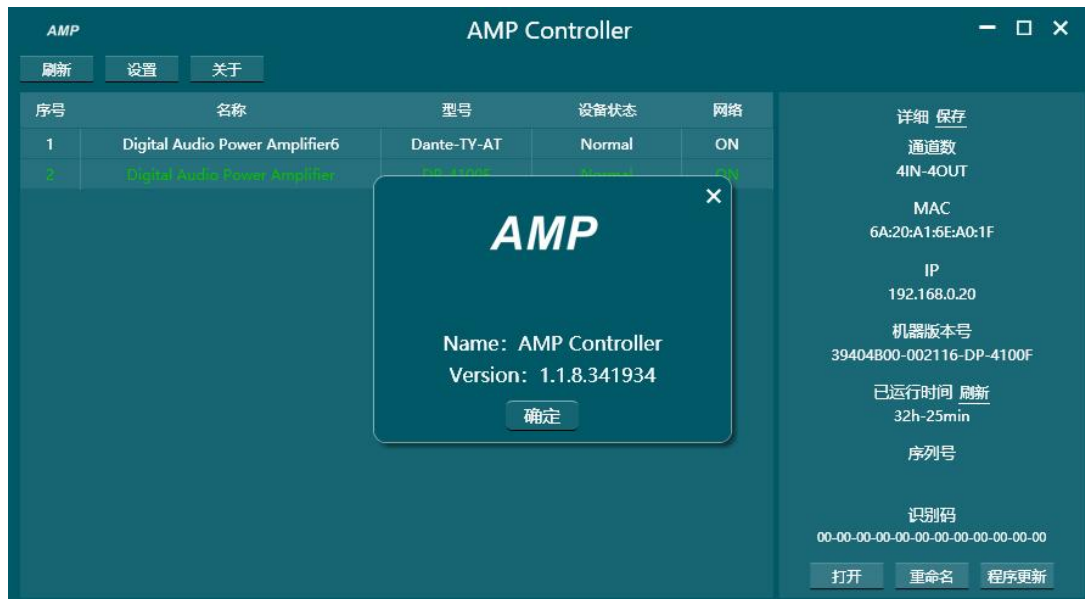 AMP
AMP Controller
刷新 设置 关于
序号 名称 型号 设备状态 网络
1 Digital Audio Power Amplifier6 Dante-TY-AT Normal ON
2 Digital Audio Power Amplifier DP-4100F Normal ON
AMP
Name: AMP Controller
Version: 1.1.8.341934
确定
详细 保存
通道数
4IN-4OUT
MAC
6A:20:A1:6E:A0:1F
IP
192.168.0.20
机器版本号
39404B00-002116-DP-4100F
已运行时间 刷新
32h-25min
序列号
识别码
00-00-00-00-00-00-00-00-00-00-00-00
打开 重命名 程序更新